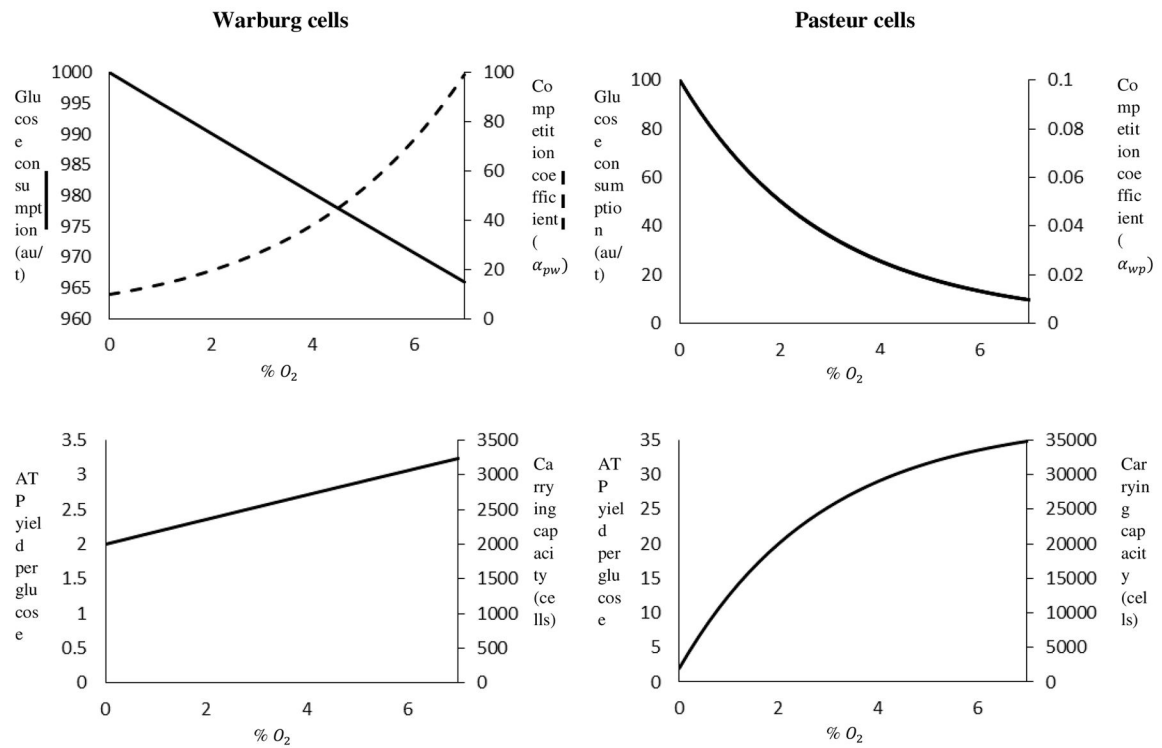 Warburg cells
Pasteur cells
Glu
cos
e
con
su
mpt
ion
(au/
t)
1000
995
990
985
980
975
970
965
960
100
80
60
40
20
0
Co
mp
etit
ion
coe
ffic
ient
(
α_pw)
0 2 4 6
% O₂
Glu
cos
e con
sum
ptio
n
(au/
t)
100
80
60
40
20
0
0.1
0.08
0.06
0.04
0.02
0
Co
mp
etit
ion
coe
ffic
ient
(
α_wp)
0 2 4 6
% O₂
AT
P
yiel
d
per
glu
cos
e
3.5
3
2.5
2
1.5
1
0.5
0
3500
3000
2500
2000
1500
1000
500
0
Ca
rry
ing
cap
aci
ty
(ce
lls)
0 2 4 6
% O₂
AT
P
yiel
d
per
glu
cos
e
35
30
25
20
15
10
5
0
35000
30000
25000
20000
15000
10000
5000
0
Car
ryin
g
cap
acit
y
(cel
ls)
0 2 4 6
% O₂